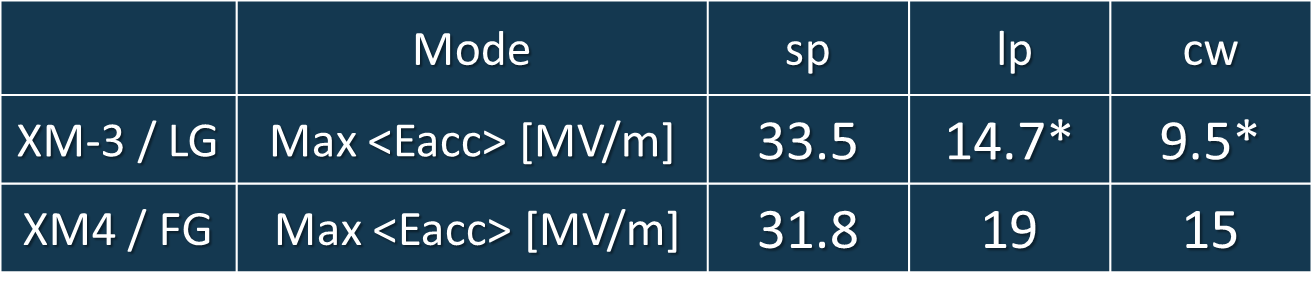 Mode sp lp cw
XM-3 / LG Max <Eacc> [MV/m] 33.5 14.7* 9.5*
XM4 / FG Max <Eacc> [MV/m] 31.8 19 15